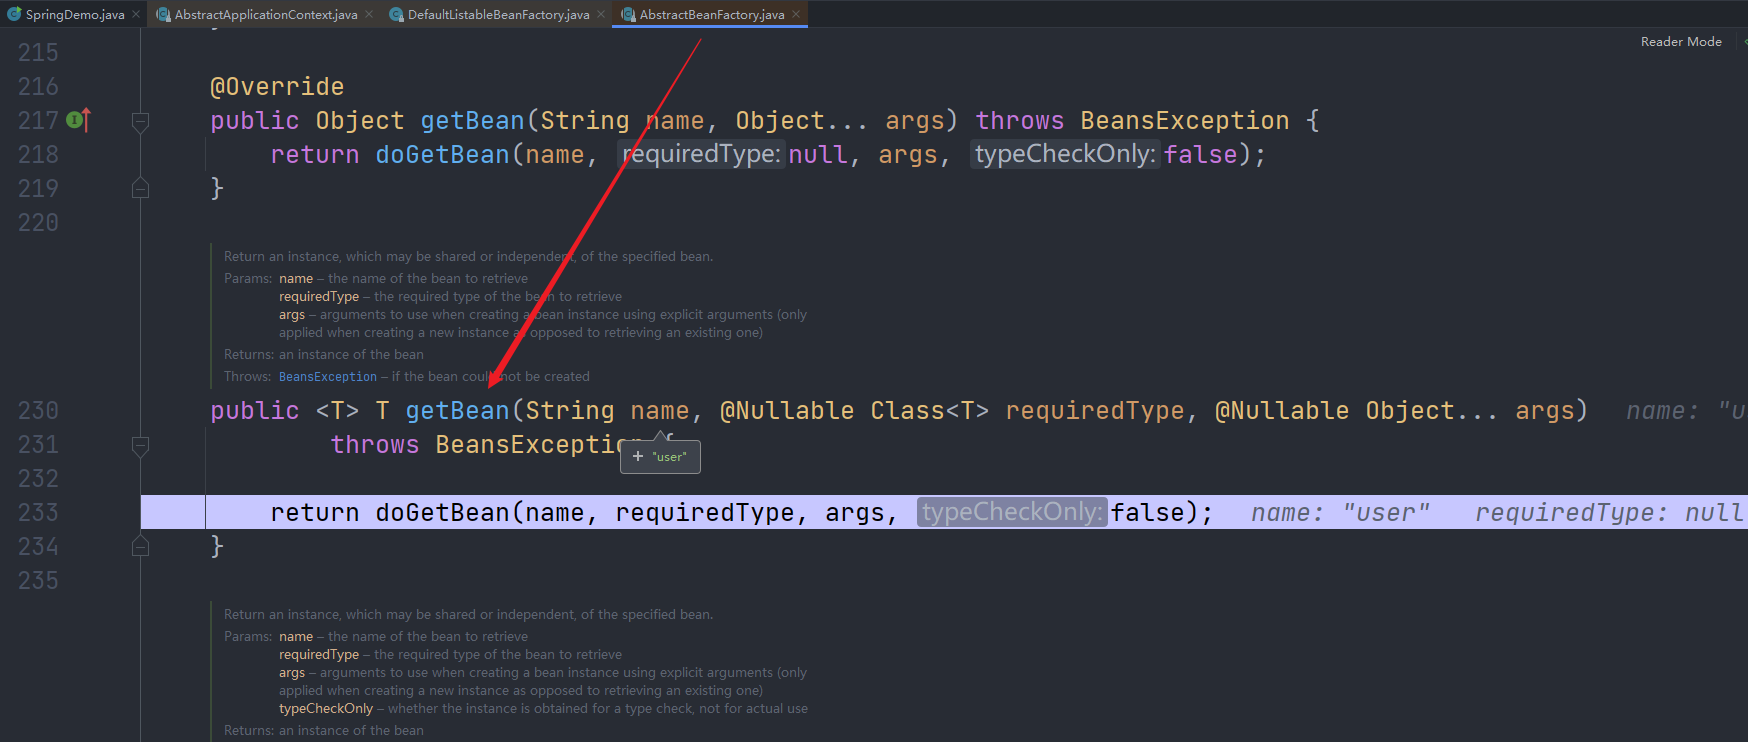 SpringDemo.java AbstractApplicationContext.java DefaultListableBeanFactory.java AbstractBeanFactory.java
Reader Mode
215
216 @Override
217 public Object getBean(String name, Object... args) throws BeansException {
218 return doGetBean(name, requiredType: null, args, typeCheckOnly: false);
219 }
220
Return an instance, which may be shared or independent, of the specified bean.
Params: name – the name of the bean to retrieve
requiredType – the required type of the bean to retrieve
args – arguments to use when creating a bean instance using explicit arguments (only
applied when creating a new instance as opposed to retrieving an existing one)
Returns: an instance of the bean
Throws: BeansException – if the bean could not be created
230 public <T> T getBean(String name, @Nullable Class<T> requiredType, @Nullable Object... args) name: "u
231 throws BeansException {
+ "user"
232
233 return doGetBean(name, requiredType, args, typeCheckOnly: false); name: "user" requiredType: null
234 }
235
Return an instance, which may be shared or independent, of the specified bean.
Params: name – the name of the bean to retrieve
requiredType – the required type of the bean to retrieve
args – arguments to use when creating a bean instance using explicit arguments (only
applied when creating a new instance as opposed to retrieving an existing one)
typeCheckOnly – whether the instance is obtained for a type check, not for actual use
Returns: an instance of the bean